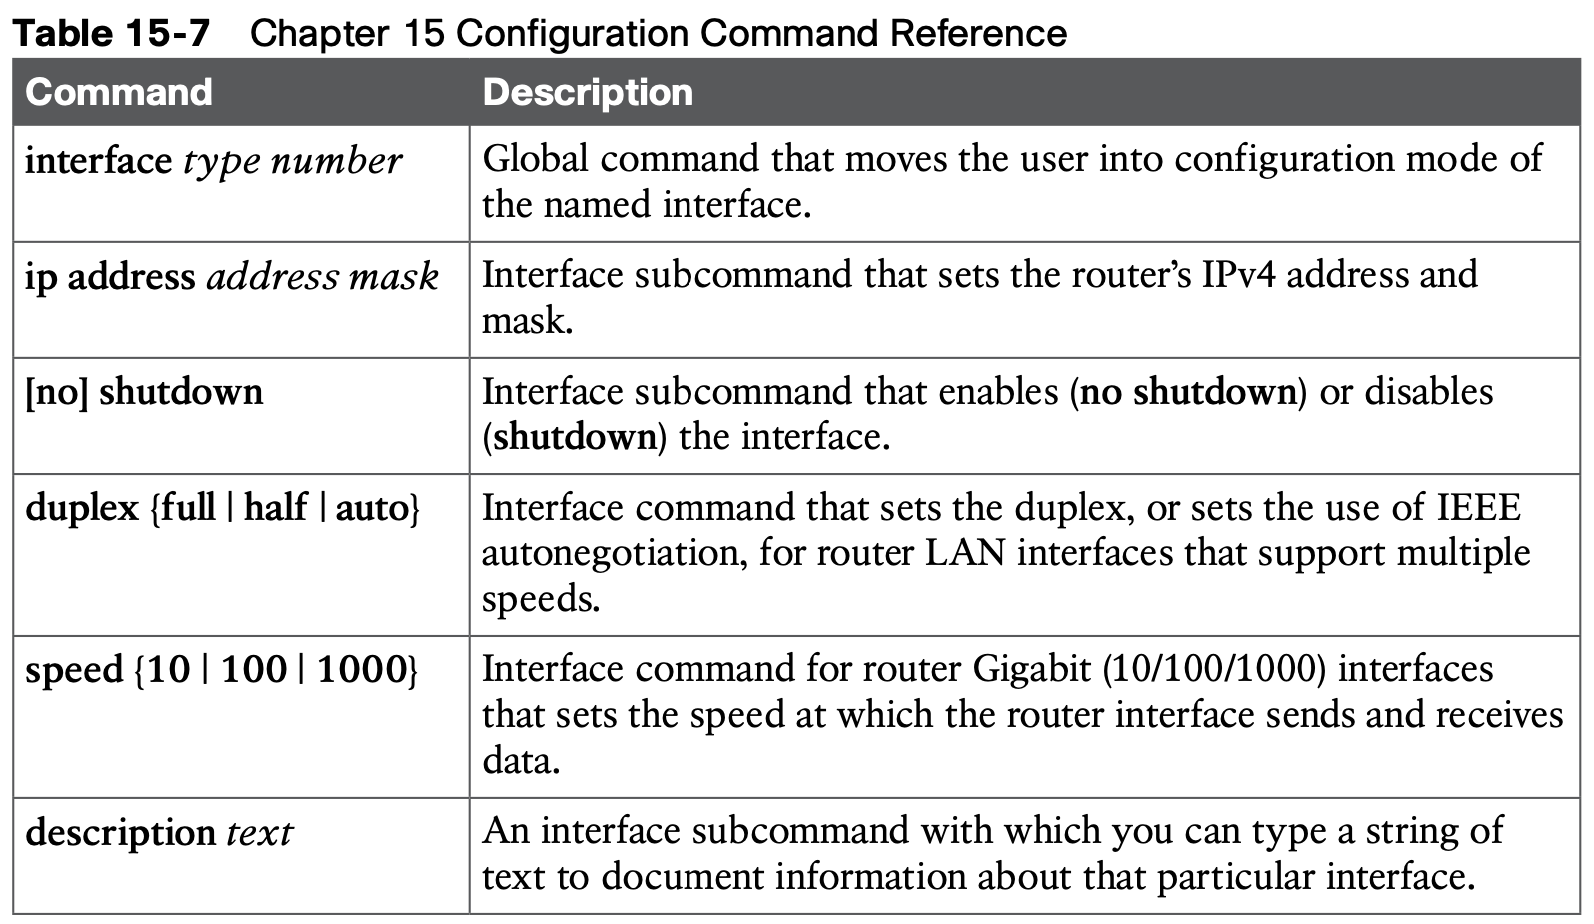 Table 15-7 Chapter 15 Configuration Command Reference
Command Description
interface type number Global command that moves the user into configuration mode of
the named interface.
ip address address mask Interface subcommand that sets the router’s IPv4 address and
mask.
[no] shutdown Interface subcommand that enables (no shutdown) or disables
(shutdown) the interface.
duplex {full | half | auto} Interface command that sets the duplex, or sets the use of IEEE
autonegotiation, for router LAN interfaces that support multiple
speeds.
speed {10 | 100 | 1000} Interface command for router Gigabit (10/100/1000) interfaces
that sets the speed at which the router interface sends and receives
data.
description text An interface subcommand with which you can type a string of
text to document information about that particular interface.